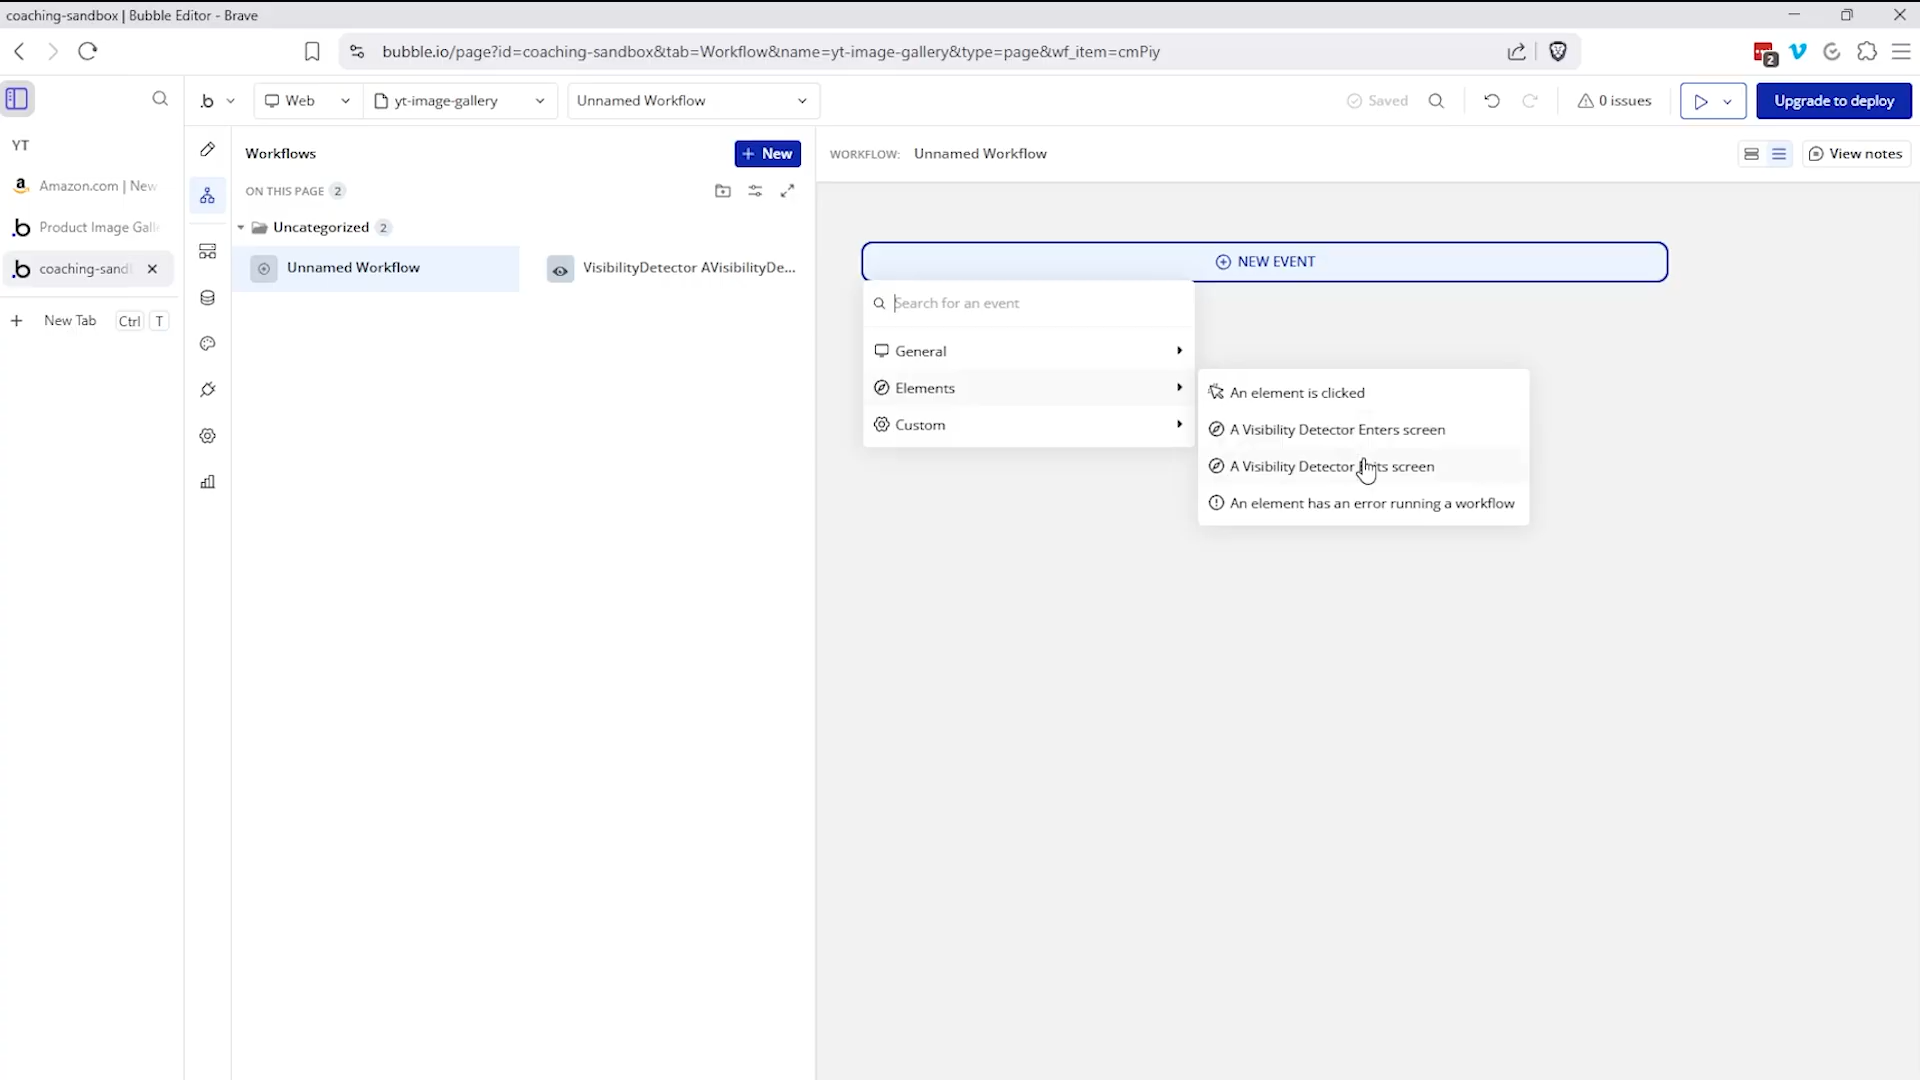 coaching-sandbox | Bubble Editor - Brave
bubble.io/page?id=coaching-sandbox&tab=Workflow&name=yt-image-gallery&type=page&wf_item=cmPiy
2
YT
Amazon.com | New
Product Image Galle
coaching-sand
New Tab Ctrl T
.b Web yt-image-gallery Unnamed Workflow Saved 0 issues Upgrade to deploy
Workflows + New
ON THIS PAGE 2
Uncategorized 2
Unnamed Workflow VisibilityDetector AVisibilityDe...
WORKFLOW: Unnamed Workflow View notes
NEW EVENT
Search for an event
General
Elements
Custom
An element is clicked
A Visibility Detector Enters screen
A Visibility Detector screen
An element has an error running a workflow